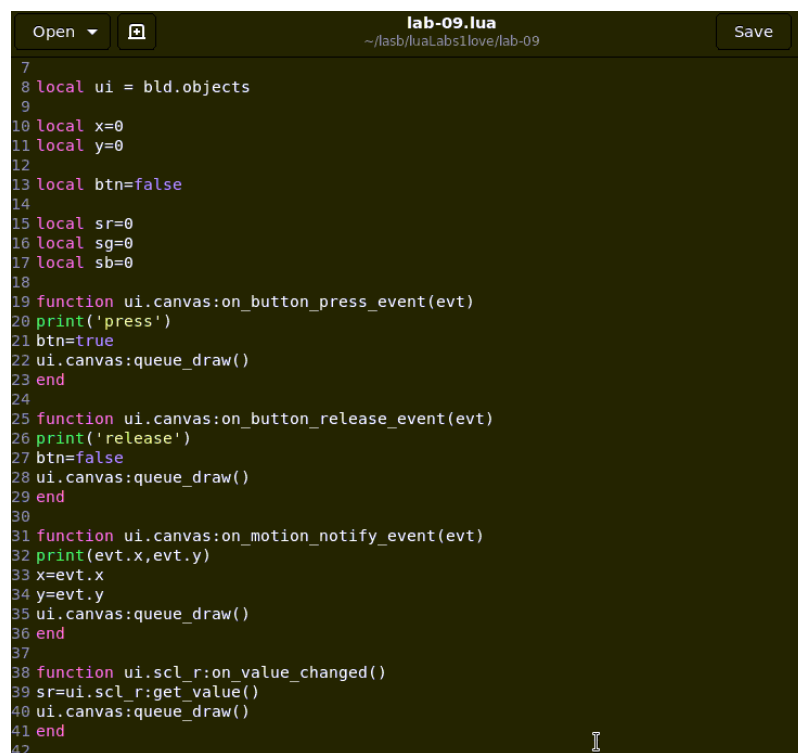 Open
lab-09.lua
~/lasb/luaLabs1love/lab-09
Save
7
8 local ui = bld.objects
9
10 local x=0
11 local y=0
12
13 local btn=false
14
15 local sr=0
16 local sg=0
17 local sb=0
18
19 function ui.canvas:on_button_press_event(evt)
20 print('press')
21 btn=true
22 ui.canvas:queue_draw()
23 end
24
25 function ui.canvas:on_button_release_event(evt)
26 print('release')
27 btn=false
28 ui.canvas:queue_draw()
29 end
30
31 function ui.canvas:on_motion_notify_event(evt)
32 print(evt.x,evt.y)
33 x=evt.x
34 y=evt.y
35 ui.canvas:queue_draw()
36 end
37
38 function ui.scl_r:on_value_changed()
39 sr=ui.scl_r:get_value()
40 ui.canvas:queue_draw()
41 end
42